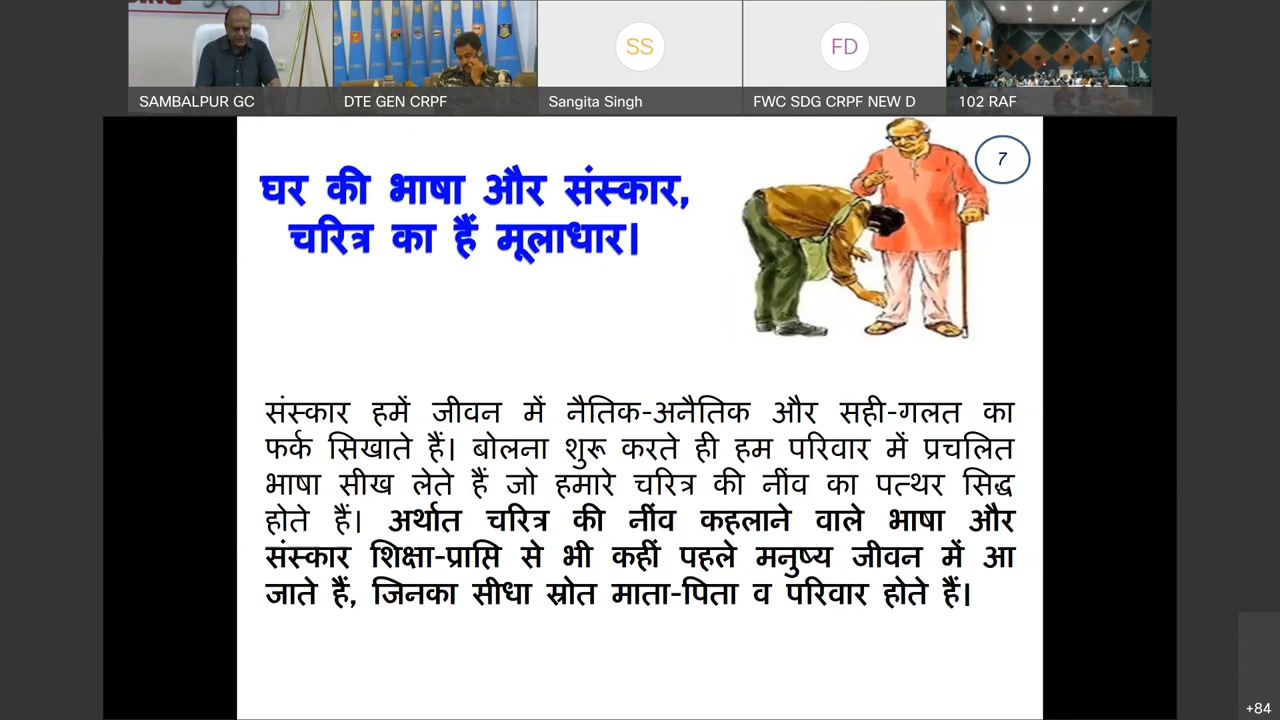 DING
SAMBALPUR GC
DTE GEN CRPF
SS
Sangita Singh
FD
FWC SDG CRPF NEW D
102 RAF
7
घर की भाषा और संस्कार,
चरित्र का हैं मूलाधार।
संस्कार हमें जीवन में नैतिक-अनैतिक और सही-गलत का
फर्क सिखाते हैं। बोलना शुरू करते ही हम परिवार में प्रचलित
भाषा सीख लेते हैं जो हमारे चरित्र की नींव का पत्थर सिद्ध
होते हैं। अर्थात चरित्र की नींव कहलाने वाले भाषा और
संस्कार शिक्षा-प्राप्ति से भी कहीं पहले मनुष्य जीवन में आ
जाते हैं, जिनका सीधा स्रोत माता-पिता व परिवार होते हैं।
+84